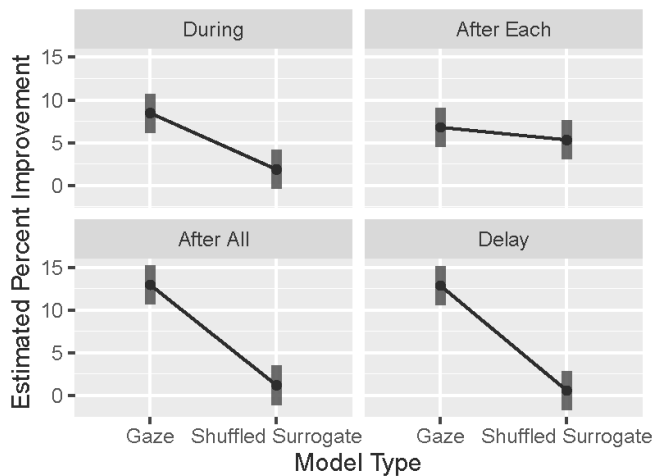 During
After Each
15
10
5
0
After All
Delay
15
10
5
0
Gaze
Shuffled Surrogate
Gaze
Shuffled Surrogate
Model Type
Estimated Percent Improvement